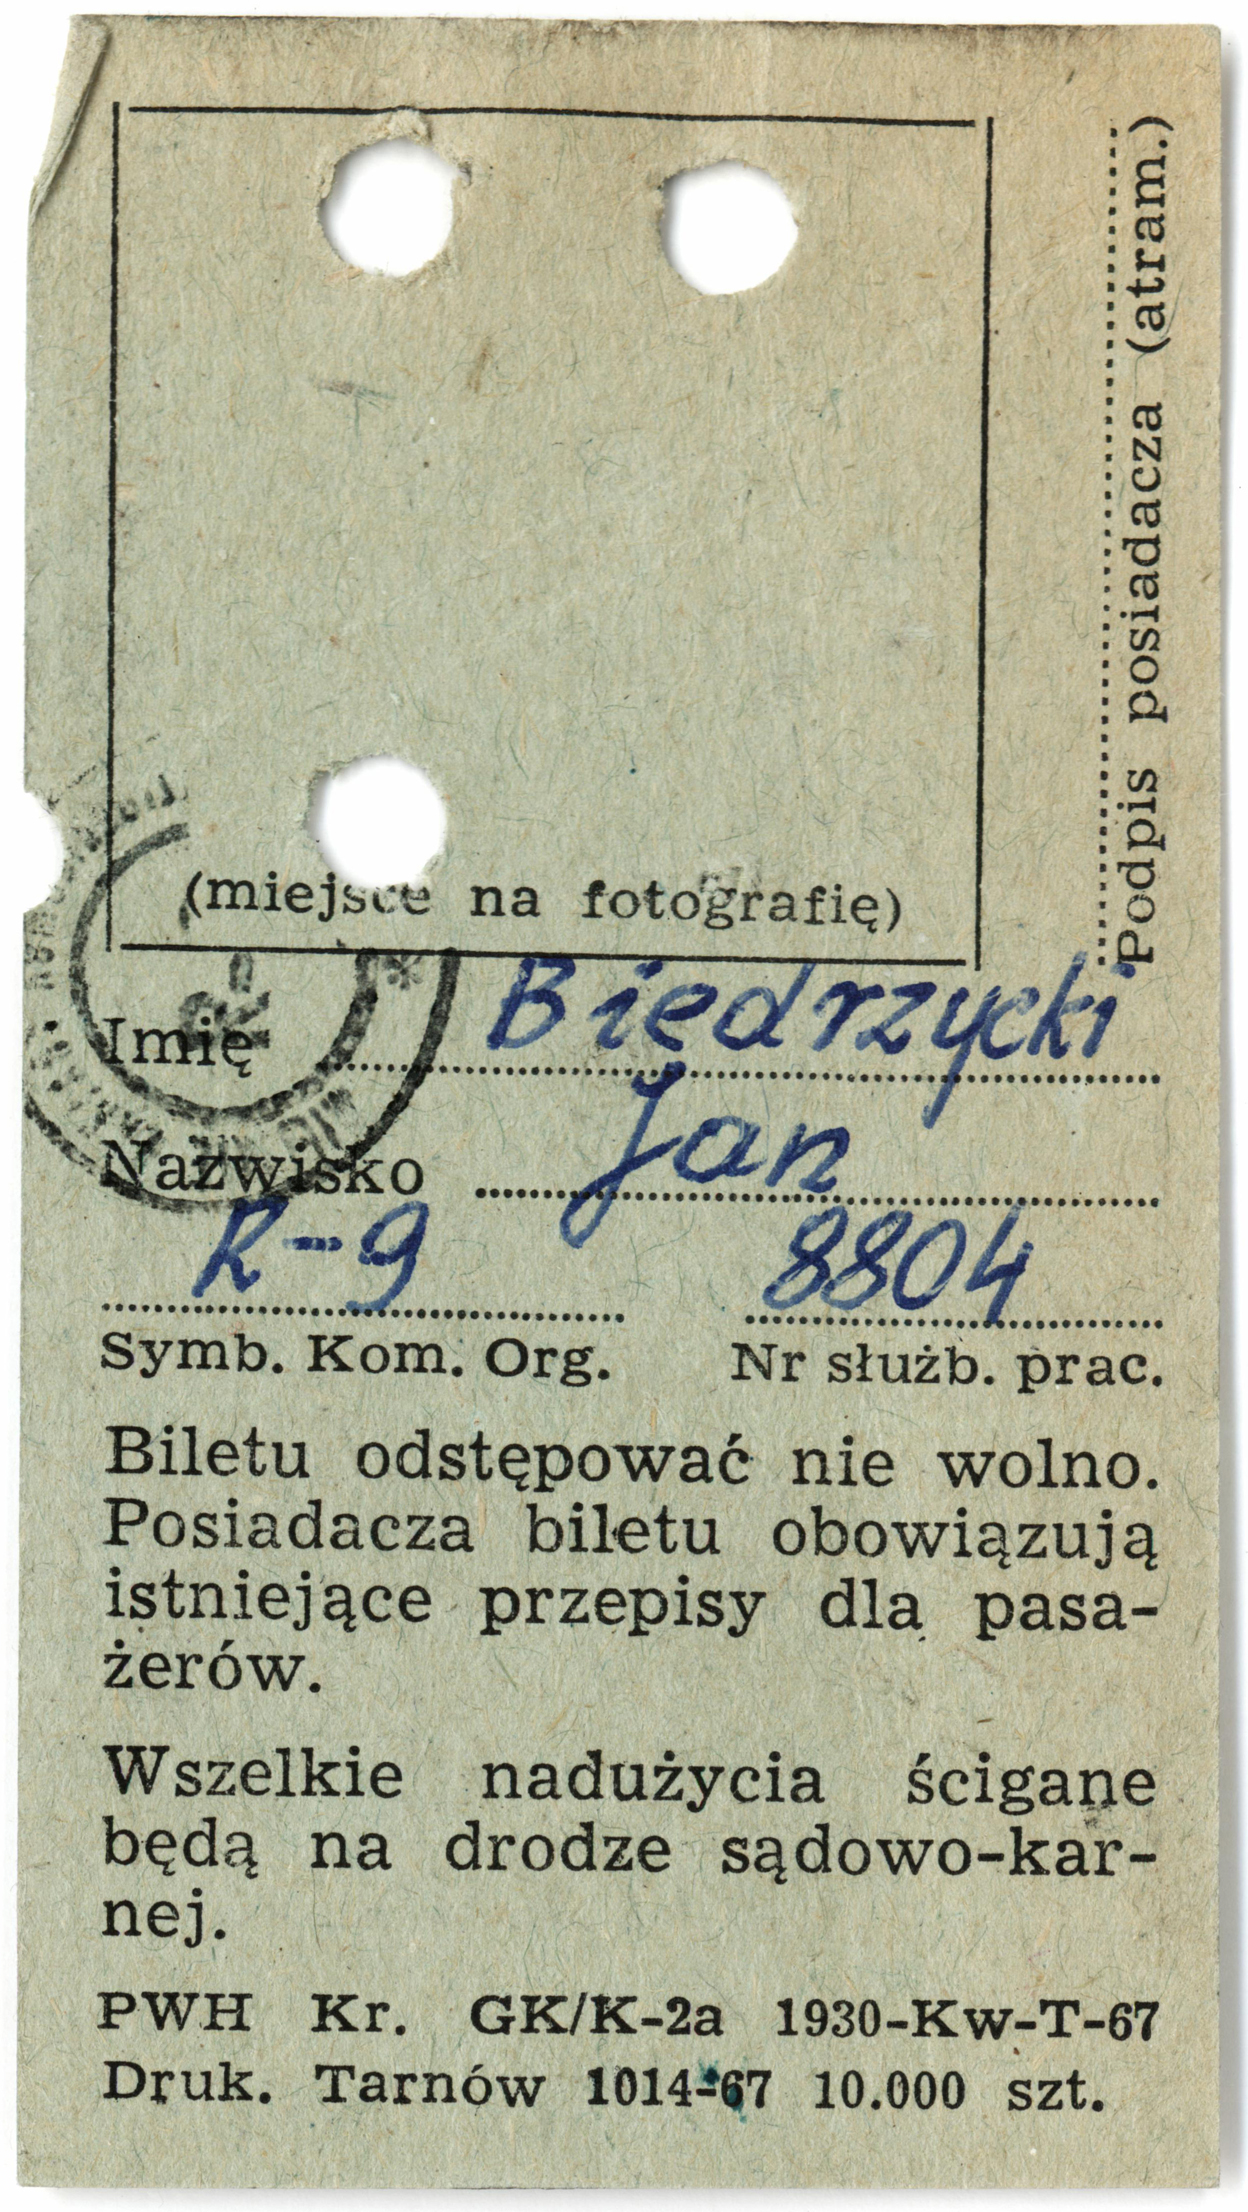 (miejsce na fotografię)
Podpis posiadacza (atram.)
Imię Biedrzycki
Nazwisko Jan
R-9 8804
Symb. Kom. Org. Nr służb. prac.
Biletu odstępować nie wolno.
Posiadacza biletu obowiązują
istniejące przepisy dla pasa-
żerów.
Wszelkie nadużycia ścigane
będą na drodze sądowo-kar-
nej.
PWH Kr. GK/K-2a 1930-Kw-T-67
Druk. Tarnów 1014-67 10.000 szt.